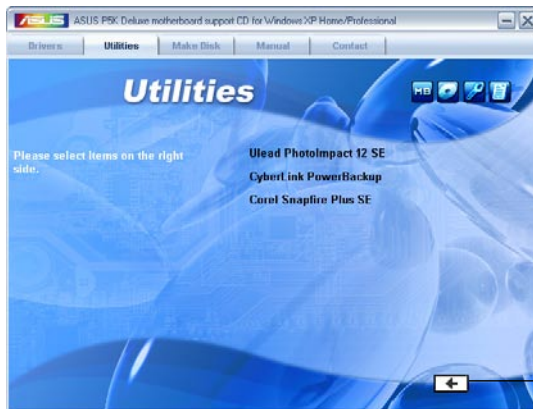 ASUS P5K Deluxe motherboard support CD for Windows XP Home/Professional
Drivers Utilities Make Disk Manual Contact
Utilities
MB
Please select items on the right
side.
Ulead PhotoImpact 12 SE
CyberLink PowerBackup
Corel Snapfire Plus SE